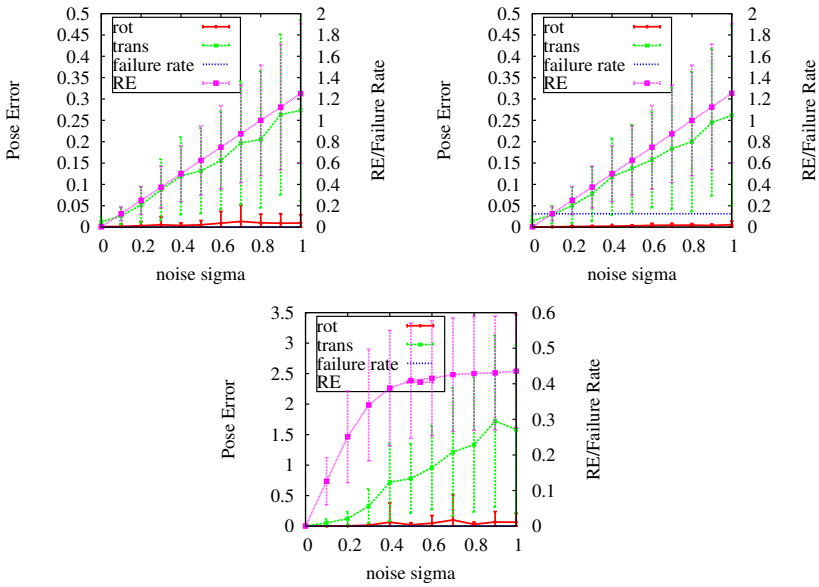 0.5
0.45
0.4
0.35
0.3
0.25
0.2
0.15
0.1
0.05
0
Pose Error
rot
trans
failure rate
RE
2
1.8
1.6
1.4
1.2
1
0.8
0.6
0.4
0.2
0
RE/Failure Rate
0 0.2 0.4 0.6 0.8 1
noise sigma
0.5
0.45
0.4
0.35
0.3
0.25
0.2
0.15
0.1
0.05
0
Pose Error
rot
trans
failure rate
RE
2
1.8
1.6
1.4
1.2
1
0.8
0.6
0.4
0.2
0
RE/Failure Rate
0 0.2 0.4 0.6 0.8 1
noise sigma
3.5
3
2.5
2
1.5
1
0.5
0
Pose Error
rot
trans
failure rate
RE
0.6
0.5
0.4
0.3
0.2
0.1
0
RE/Failure Rate
0 0.2 0.4 0.6 0.8 1
noise sigma